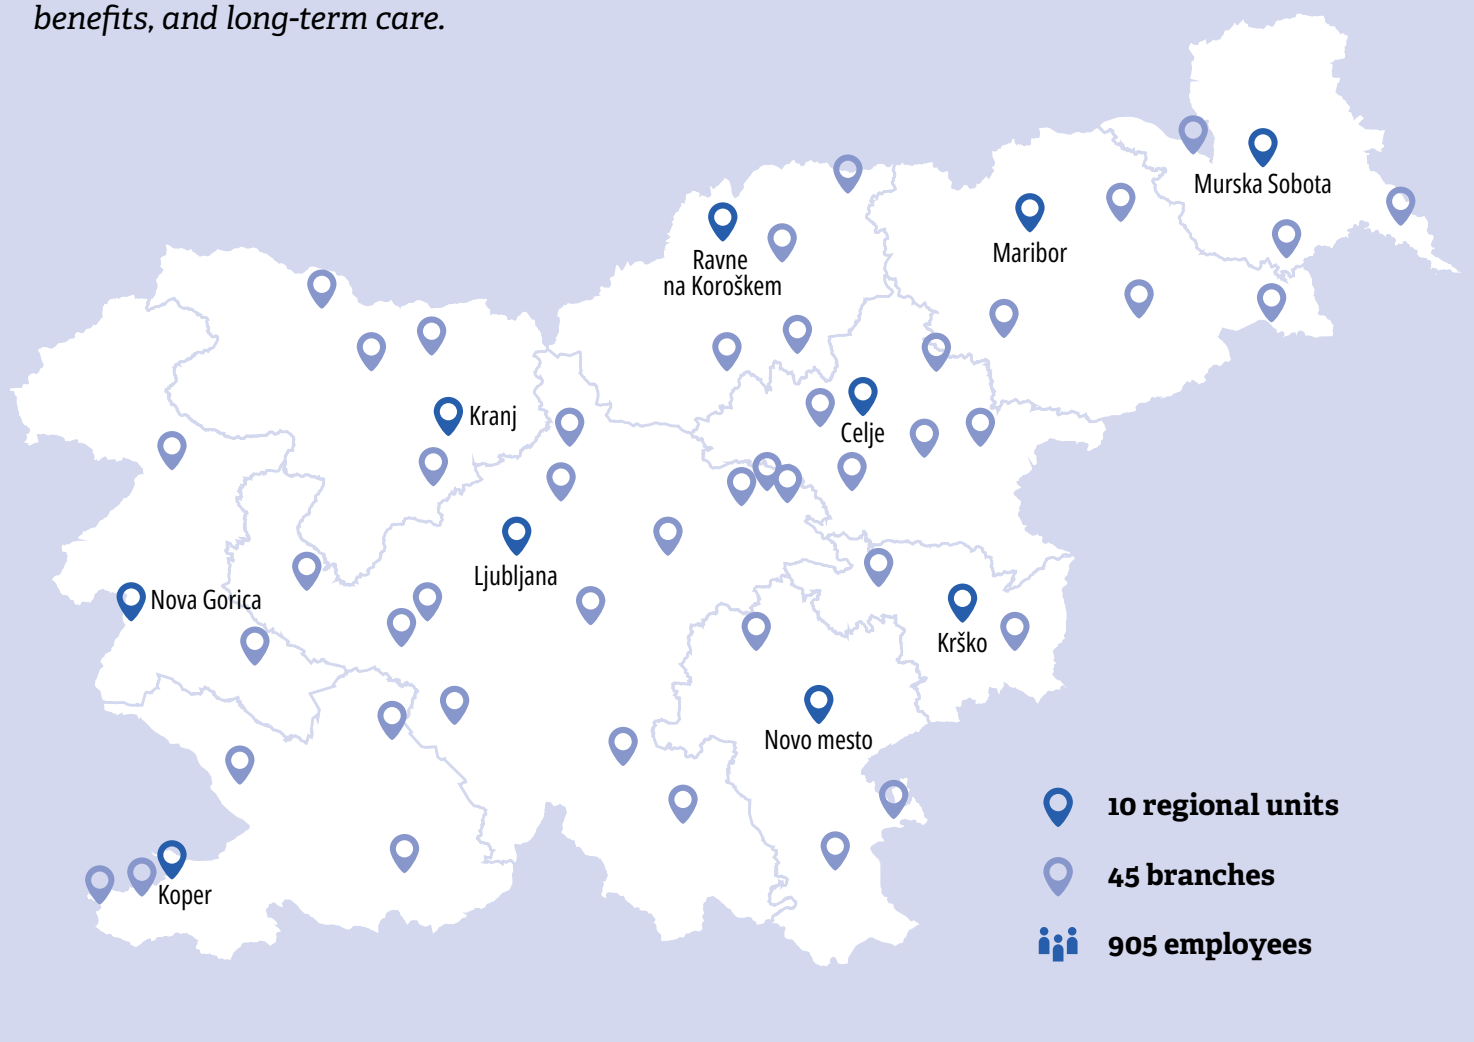 benefits, and long-term care.
Murska Sobota
Maribor
Ravne
na Koroškem
Kranj
Celje
Ljubljana
Nova Gorica
Krško
Novo mesto
Koper
10 regional units
45 branches
905 employees